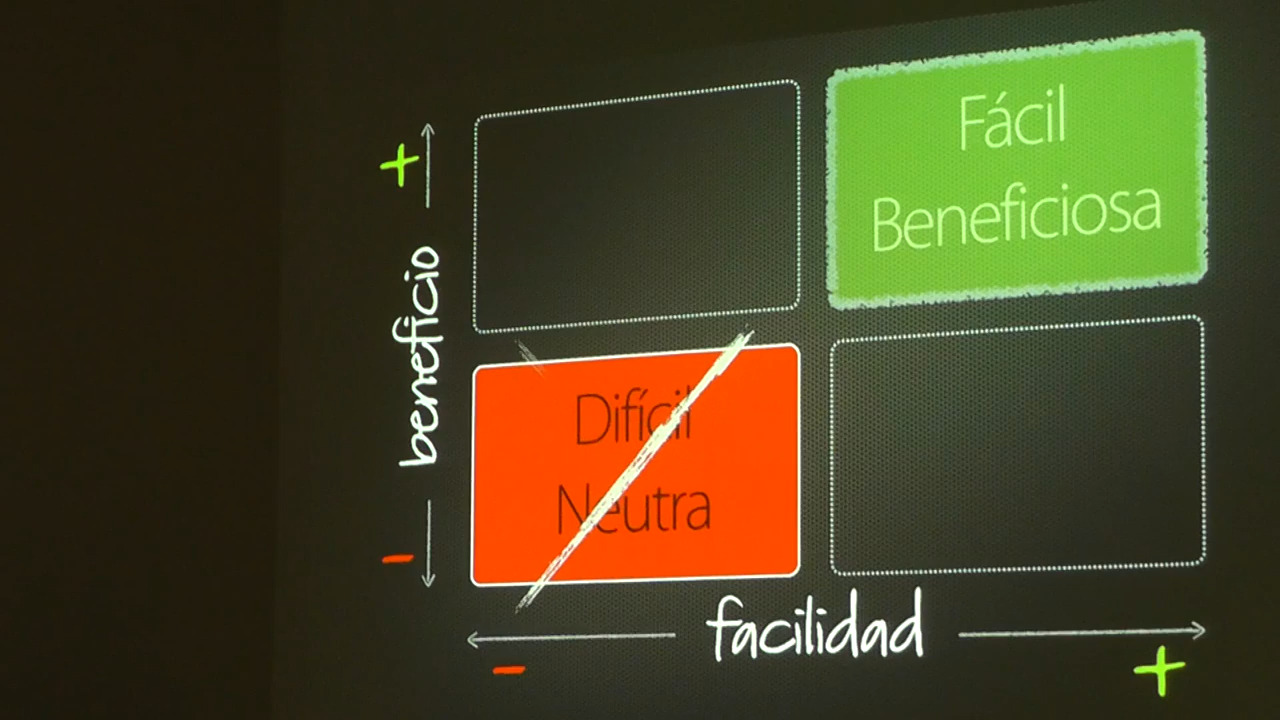 Fácil
Beneficiosa
+
beneficio
-
Difícil
Neutra
facilidad
-
+